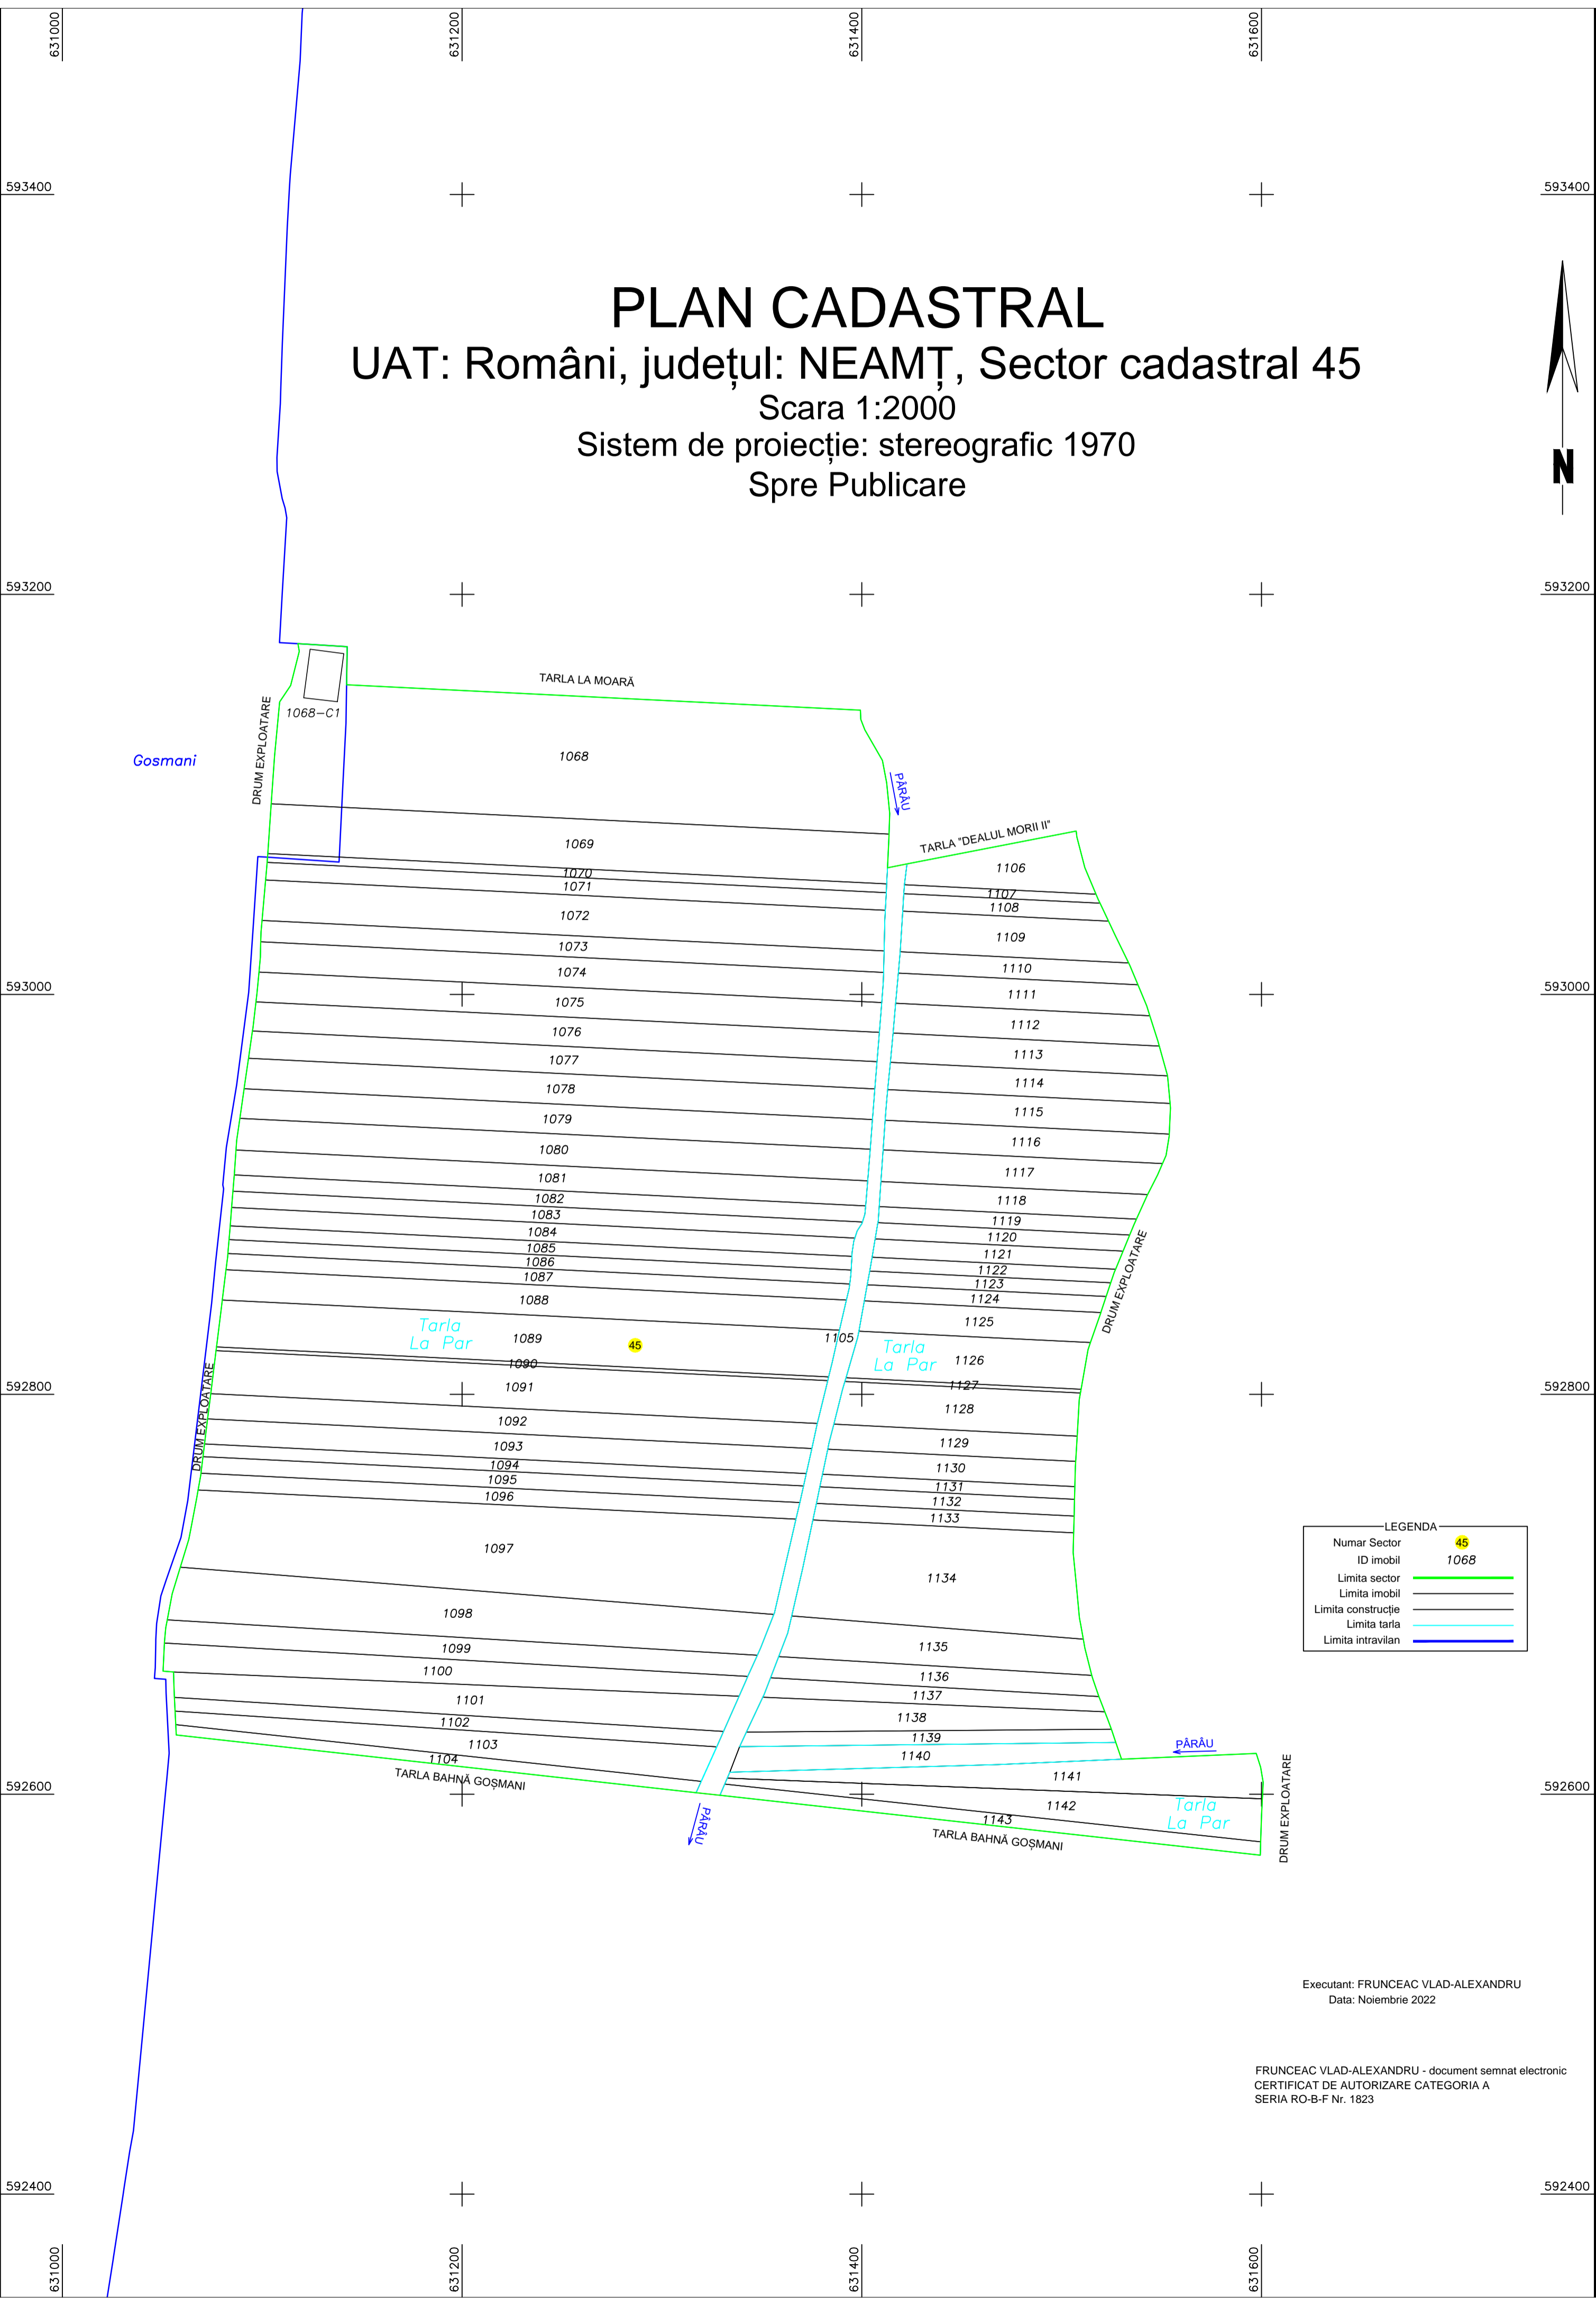 631000
631200
631400
631600
593400
593400
PLAN CADASTRAL
UAT: Români, județul: NEAMȚ, Sector cadastral 45
Scara 1:2000
Sistem de proiecție: stereografic 1970
Spre Publicare
N
593200
593200
TARLA LA MOARĂ
1068-C1
DRUM EXPLOATARE
Gosmani
1068
PÂRÂU
TARLA "DEALUL MORII II"
1069
1106
1070
1071
1107
1108
1072
1109
1073
1110
1074
593000
593000
1111
1075
1112
1076
1113
1077
1114
1078
1115
1079
1116
1080
1117
1081
1118
1082
1083
1119
1084
1120
1085
1121
1086
1122
1087
1123
1088
1124
DRUM EXPLOATARE
1125
Tarla
La Par
1089
45
1105
Tarla
La Par
1126
1090
1127
592800
592800
1091
1128
DRUM EXPLOATARE
1092
1129
1093
1130
1094
1131
1095
1132
1096
1133
1097
1134
LEGENDA
Numar Sector 45
ID imobil 1068
Limita sector
Limita imobil
Limita construcție
Limita tarla
Limita intravilan
1098
1135
1099
1136
1100
1137
1101
1138
1102
1139
1103
1140
PÂRÂU
1104
1141
TARLA BAHNĂ GOȘMANI
592600
592600
1142
Tarla
La Par
1143
DRUM EXPLOATARE
PÂRÂU
TARLA BAHNĂ GOȘMANI
Executant: FRUNCEAC VLAD-ALEXANDRU
Data: Noiembrie 2022
FRUNCEAC VLAD-ALEXANDRU - document semnat electronic
CERTIFICAT DE AUTORIZARE CATEGORIA A
SERIA RO-B-F Nr. 1823
592400
592400
631000
631200
631400
631600